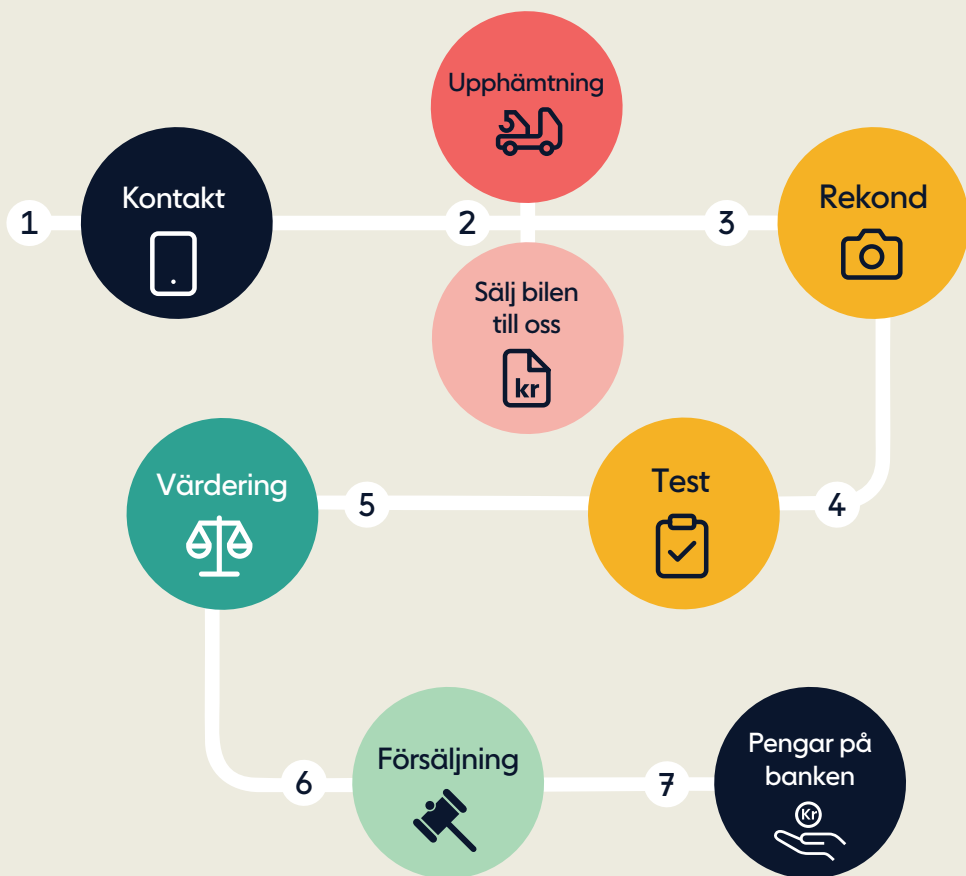 1
Kontakt
2
Upphämtning
Sälj bilen
till oss
kr
3
Rekond
4
Test
5
Värdering
6
Försäljning
7
Pengar på
banken
Kr